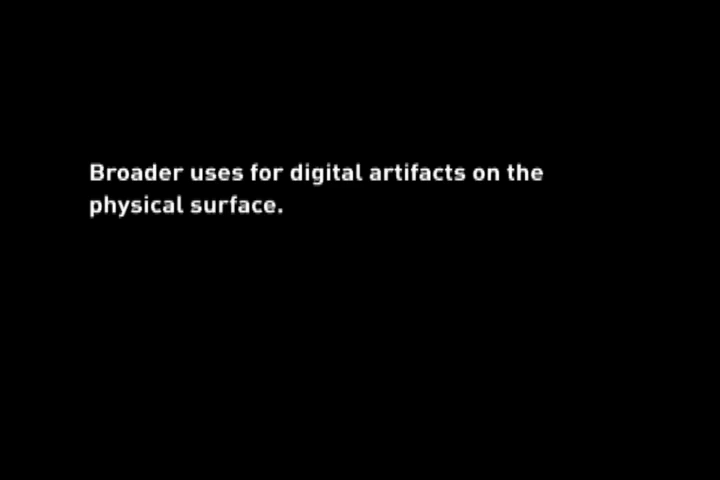 Broader uses for digital artifacts on the
physical surface.